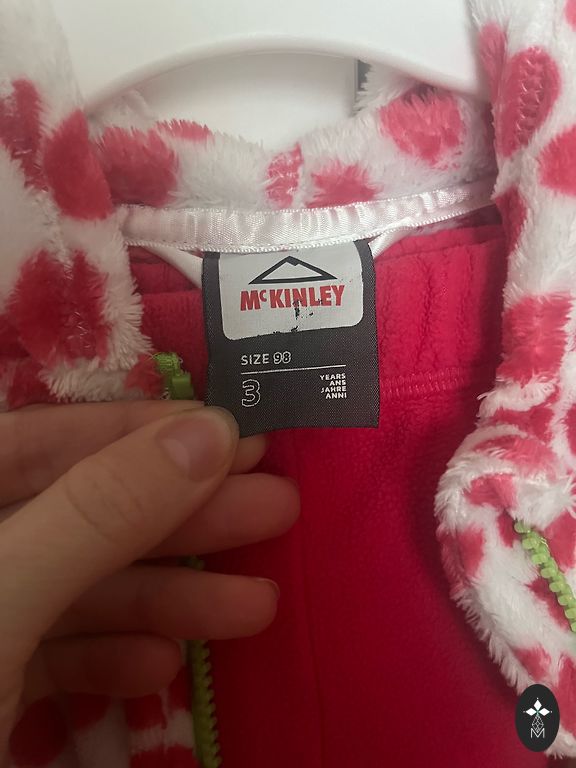 McKINLEY
SIZE 98
3
YEARS
ANS
JAHRE
ANNI
M